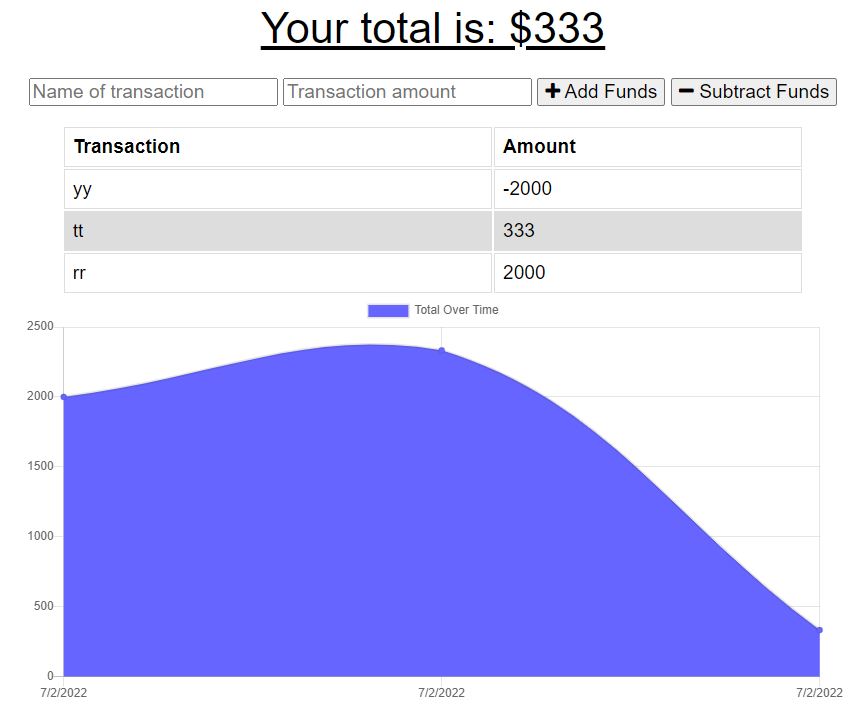 Your total is: $333
Name of transaction Transaction amount + Add Funds − Subtract Funds
Transaction Amount
yy -2000
tt 333
rr 2000
Total Over Time
2500
2000
1500
1000
500
0
7/2/2022 7/2/2022 7/2/2022